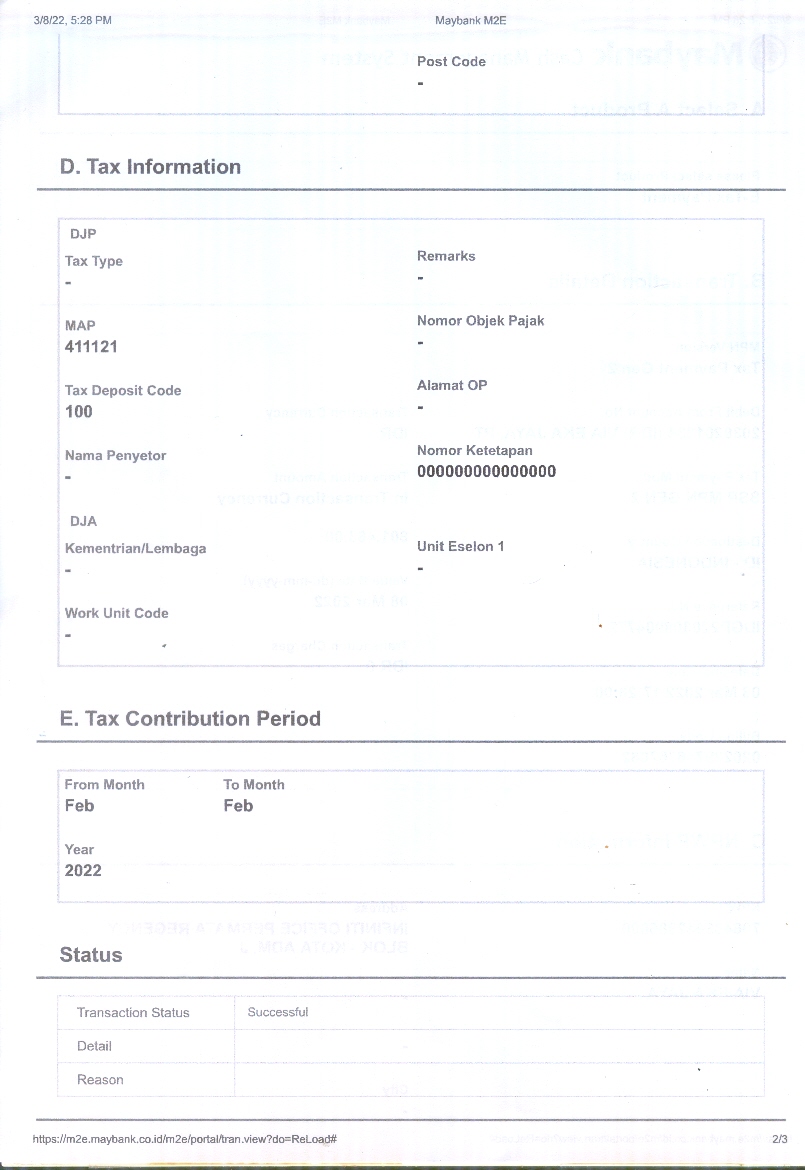 3/8/22, 5:28 PM
Maybank M2E
Post Code
-
D. Tax Information
DJP
Tax Type
-
Remarks
-
MAP
411121
Nomor Objek Pajak
-
Tax Deposit Code
100
Alamat OP
-
Nama Penyetor
-
Nomor Ketetapan
000000000000000
DJA
Kementrian/Lembaga
-
Unit Eselon 1
-
Work Unit Code
-
E. Tax Contribution Period
From Month
Feb
To Month
Feb
Year
2022
Status
Transaction Status Successful
Detail
Reason
https://m2e.maybank.co.id/m2e/portal/tran.view?do=ReLoad#
2/3